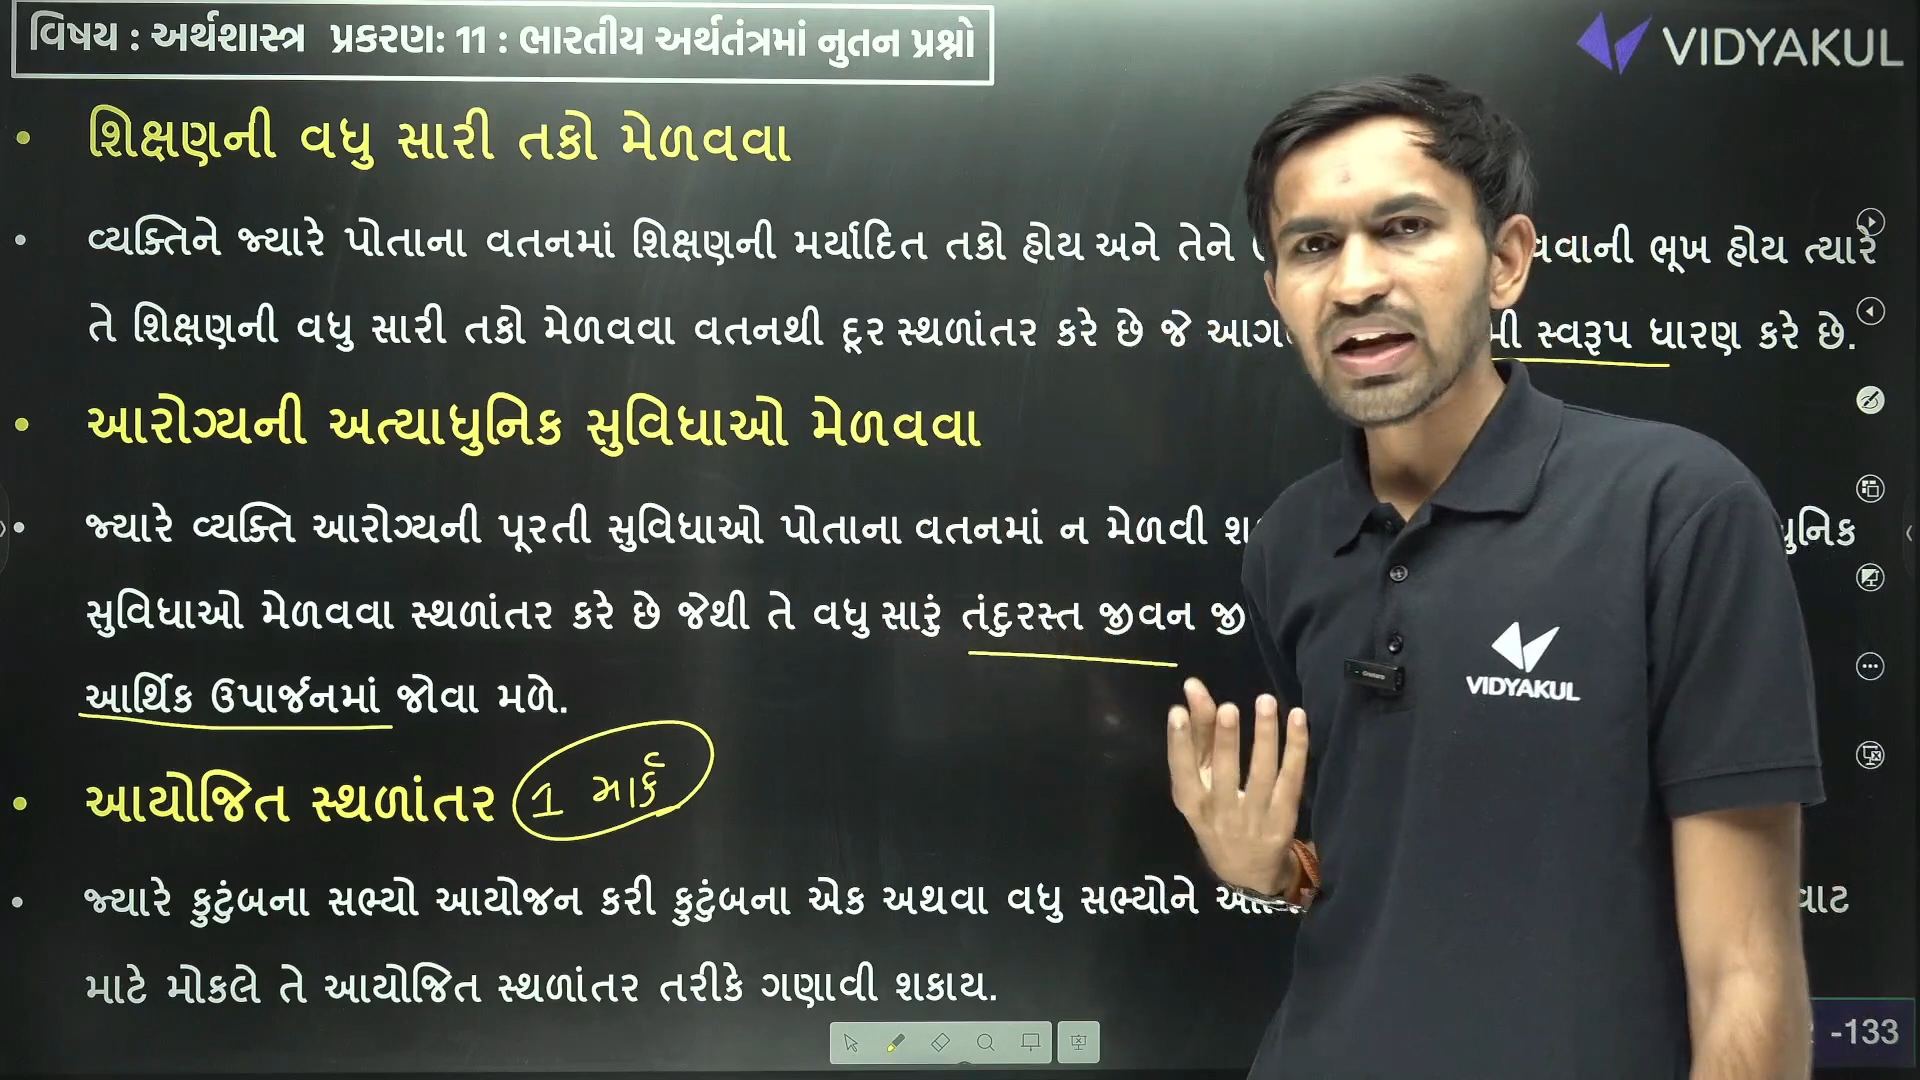 વિષય : અર્થશાસ્ત્ર પ્રકરણ: 11 : ભારતીય અર્થતંત્રમાં નુતન પ્રશ્નો
VIDYAKUL
• શિક્ષણની વધુ સારી તકો મેળવવા
• વ્યક્તિને જ્યારે પોતાના વતનમાં શિક્ષણની મર્યાદિત તકો હોય અને તેને ભૂખ હોય ત્યારે
તે શિક્ષણની વધુ સારી તકો મેળવવા વતનથી દૂર સ્થળાંતર કરે છે જે સ્વરૂપ ધારણ કરે છે.
• આરોગ્યની અત્યાધુનિક સુવિધાઓ મેળવવા
• જ્યારે વ્યક્તિ આરોગ્યની પૂરતી સુવિધાઓ પોતાના વતનમાં ન મેળવી
સુવિધાઓ મેળવવા સ્થળાંતર કરે છે જેથી તે વધુ સારું તંદુરસ્ત જીવન
આર્થિક ઉપાર્જનમાં જોવા મળે.
• આયોજિત સ્થળાંતર 1 માર્ક
• જ્યારે કુટુંબના સભ્યો આયોજન કરી કુટુંબના એક અથવા વધુ સભ્યોને
માટે મોકલે તે આયોજિત સ્થળાંતર તરીકે ગણાવી શકાય.
VIDYAKUL
-133